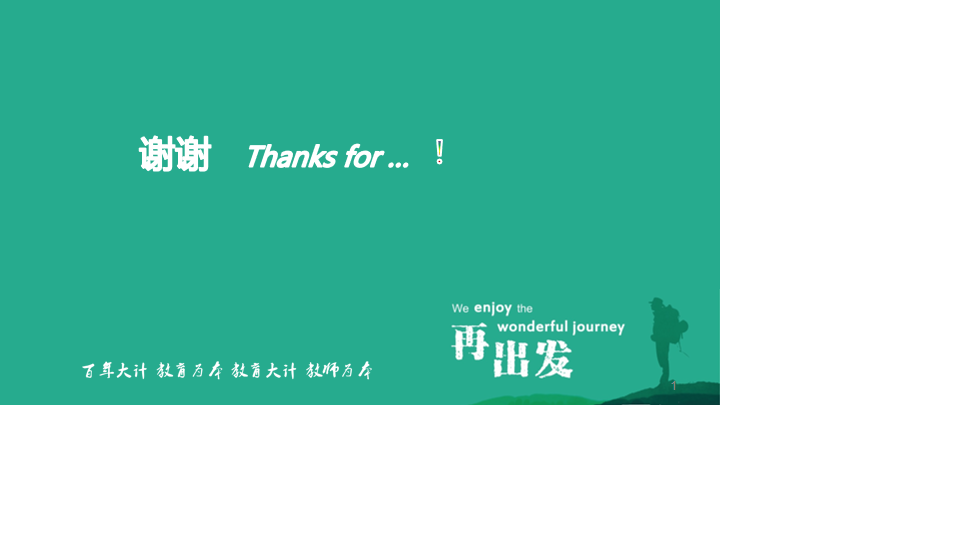 谢谢 Thanks for ... !
We enjoy the
wonderful journey
再出发
百年大计 教育为本 教育大计 教师为本
1